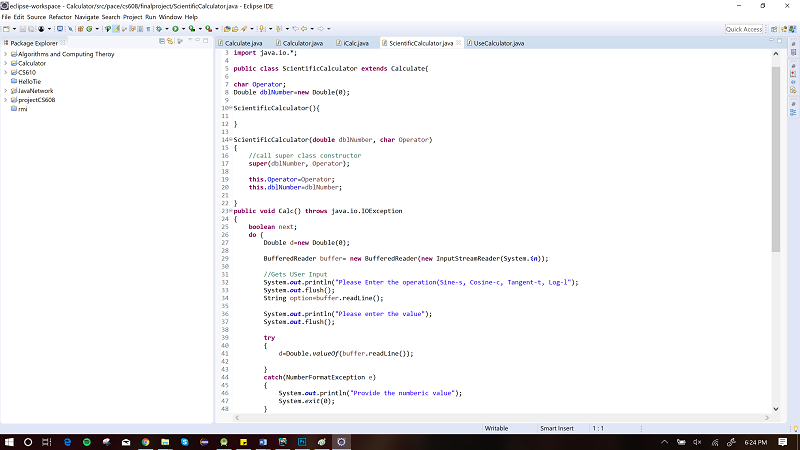 eclipse-workspace - Calculator/src/pace/cs608/finalproject/ScientificCalculator.java - Eclipse IDE
File Edit Source Refactor Navigate Search Project Run Window Help
Quick Access
Package Explorer
Algorithms and Computing Theroy
Calculator
CS610
HelloTie
JavaNetwork
projectCS608
rmi
Calculate.java
Calculator.java
iCalc.java
ScientificCalculator.java
UseCalculator.java
3 import java.io.*;
4
5 public class ScientificCalculator extends Calculate{
6
7 char Operator;
8 Double dblNumber=new Double(0);
9
10 ScientificCalculator(){
11
12 }
13
14 ScientificCalculator(double dblNumber, char Operator)
15 {
16 //call super class constructor
17 super(dblNumber, Operator);
18
19 this.Operator=Operator;
20 this.dblNumber=dblNumber;
21
22 }
23 public void Calc() throws java.io.IOException
24 {
25 boolean next;
26 do {
27 Double d=new Double(0);
28
29 BufferedReader buffer= new BufferedReader(new InputStreamReader(System.in));
30
31 //Gets USer Input
32 System.out.println("Please Enter the operation(Sine-s, Cosine-c, Tangent-t, Log-l");
33 System.out.flush();
34 String option=buffer.readLine();
35
36 System.out.println("Please enter the value");
37 System.out.flush();
38
39 try
40 {
41 d=Double.valueOf(buffer.readLine());
42
43 }
44 catch(NumberFormatException e)
45 {
46 System.out.println("Provide the numberic value");
47 System.exit(0);
48 }
Writable
Smart Insert
1 : 1
6:24 PM